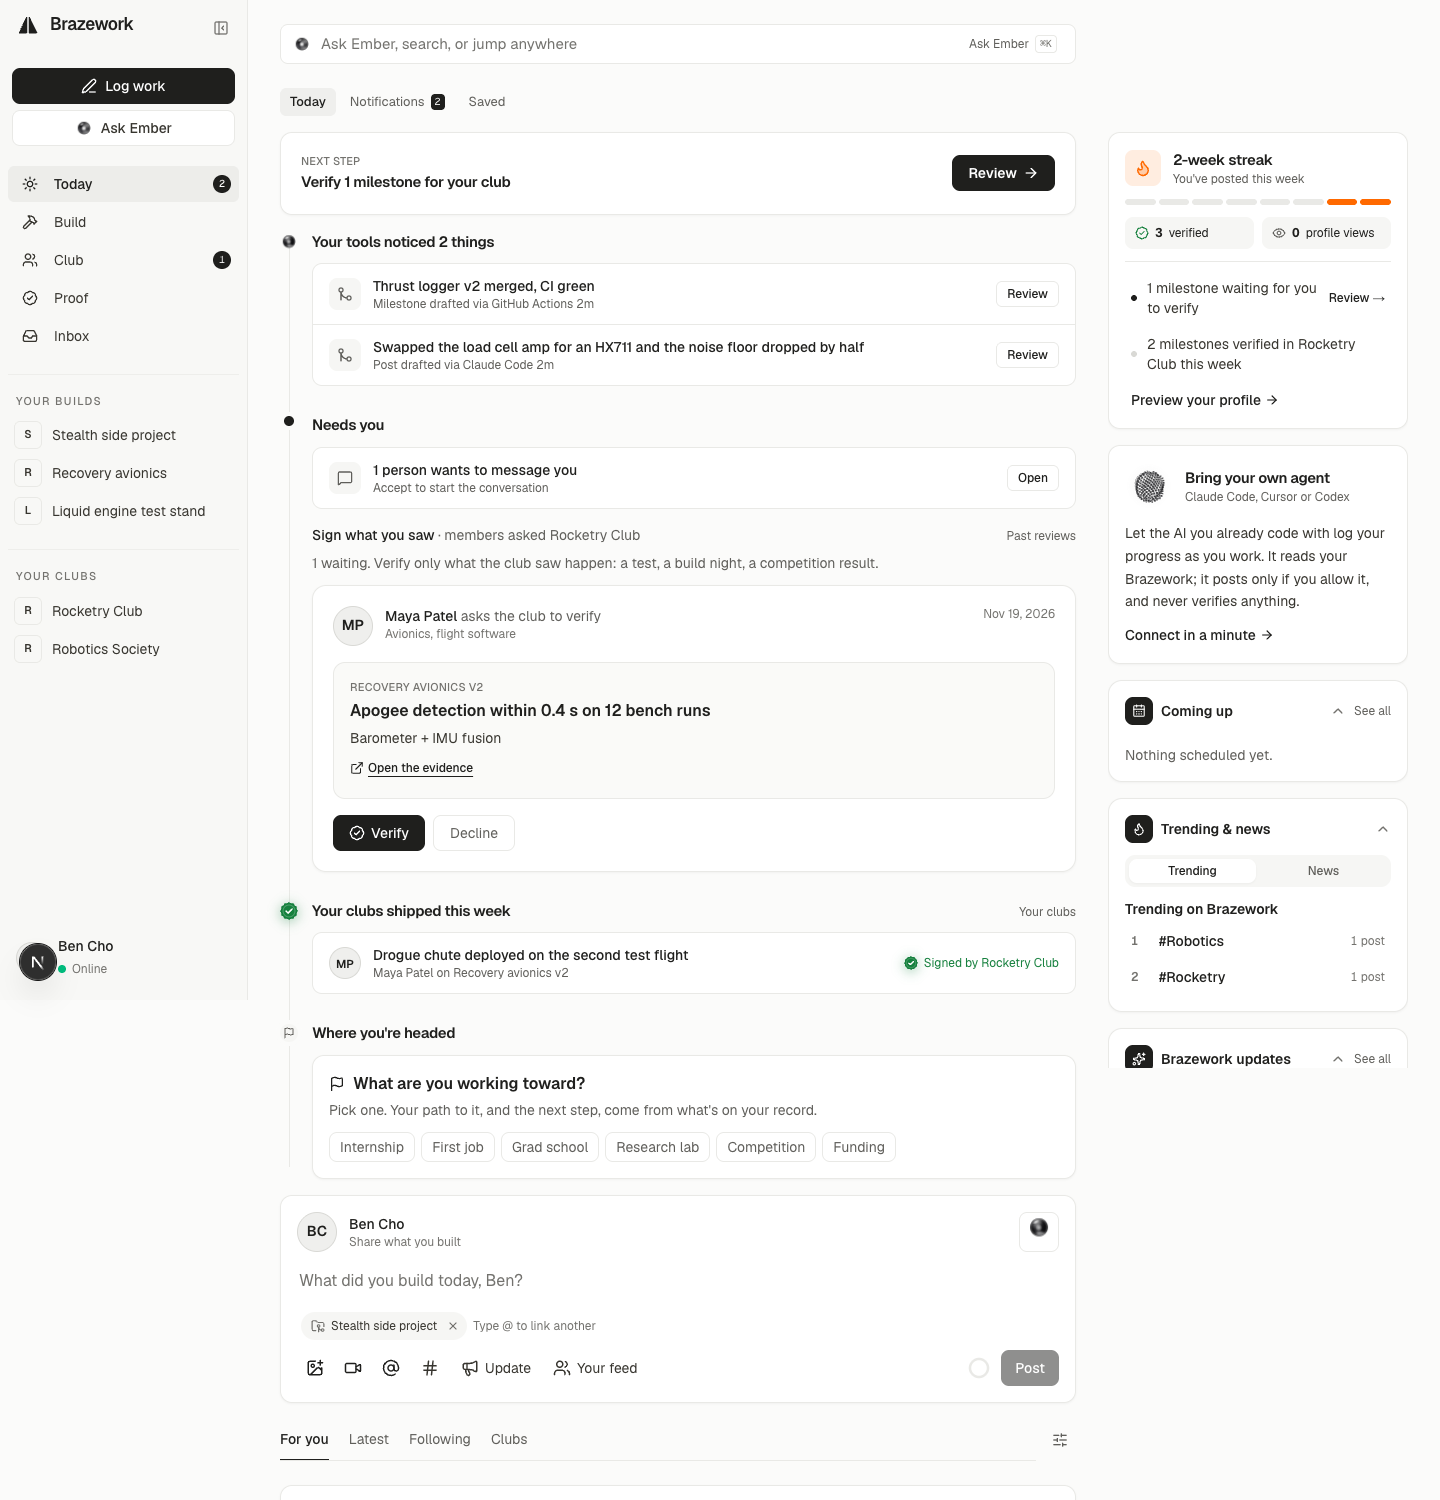 Brazework
Log work
Ask Ember
Today 2
Build
Club 1
Proof
Inbox
YOUR BUILDS
S Stealth side project
R Recovery avionics
L Liquid engine test stand
YOUR CLUBS
R Rocketry Club
R Robotics Society
N Ben Cho
Online
Ask Ember, search, or jump anywhere Ask Ember ⌘K
Today Notifications 2 Saved
NEXT STEP
Verify 1 milestone for your club
Review →
Your tools noticed 2 things
Thrust logger v2 merged, CI green
Milestone drafted via GitHub Actions 2m
Review
Swapped the load cell amp for an HX711 and the noise floor dropped by half
Post drafted via Claude Code 2m
Review
Needs you
1 person wants to message you
Accept to start the conversation
Open
Sign what you saw · members asked Rocketry Club Past reviews
1 waiting. Verify only what the club saw happen: a test, a build night, a competition result.
MP
Maya Patel asks the club to verify
Avionics, flight software
Nov 19, 2026
RECOVERY AVIONICS V2
Apogee detection within 0.4 s on 12 bench runs
Barometer + IMU fusion
Open the evidence
Verify Decline
Your clubs shipped this week Your clubs
MP
Drogue chute deployed on the second test flight
Maya Patel on Recovery avionics v2
Signed by Rocketry Club
Where you're headed
What are you working toward?
Pick one. Your path to it, and the next step, come from what's on your record.
Internship First job Grad school Research lab Competition Funding
BC
Ben Cho
Share what you built
What did you build today, Ben?
Stealth side project × Type @ to link another
Update Your feed Post
For you Latest Following Clubs
2-week streak
You've posted this week
3 verified 0 profile views
1 milestone waiting for you
to verify
Review →
2 milestones verified in Rocketry
Club this week
Preview your profile →
Bring your own agent
Claude Code, Cursor or Codex
Let the AI you already code with log your
progress as you work. It reads your
Brazework; it posts only if you allow it,
and never verifies anything.
Connect in a minute →
Coming up See all
Nothing scheduled yet.
Trending & news
Trending News
Trending on Brazework
1 #Robotics 1 post
2 #Rocketry 1 post
Brazework updates See all